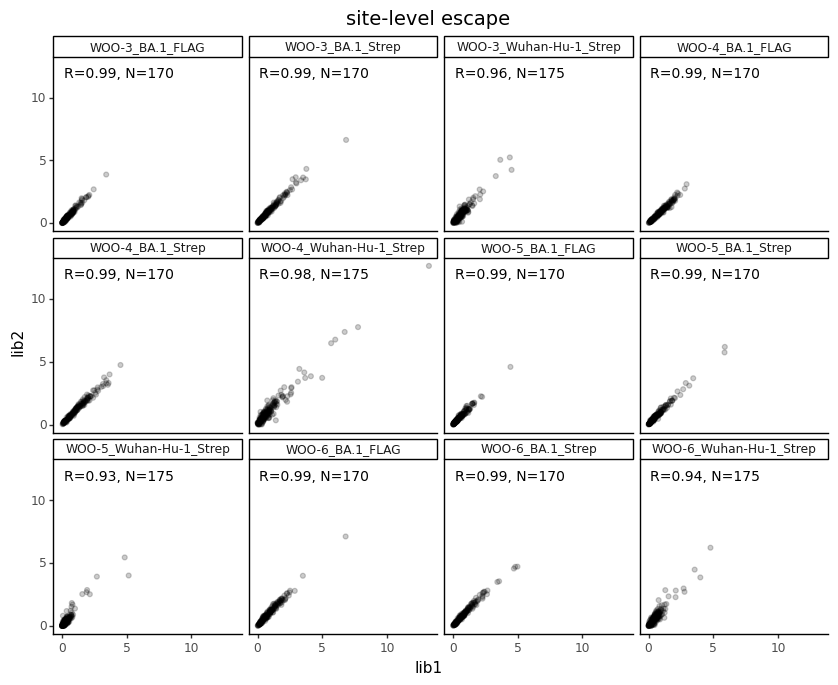 site-level escape
WOO-3_BA.1_FLAG
WOO-3_BA.1_Strep
WOO-3_Wuhan-Hu-1_Strep
WOO-4_BA.1_FLAG
R=0.99, N=170
R=0.99, N=170
R=0.96, N=175
R=0.99, N=170
10
5
0
WOO-4_BA.1_Strep
WOO-4_Wuhan-Hu-1_Strep
WOO-5_BA.1_FLAG
WOO-5_BA.1_Strep
R=0.99, N=170
R=0.98, N=175
R=0.99, N=170
R=0.99, N=170
10
5
0
lib2
WOO-5_Wuhan-Hu-1_Strep
WOO-6_BA.1_FLAG
WOO-6_BA.1_Strep
WOO-6_Wuhan-Hu-1_Strep
R=0.93, N=175
R=0.99, N=170
R=0.99, N=170
R=0.94, N=175
10
5
0
0 5 10
0 5 10
0 5 10
0 5 10
lib1